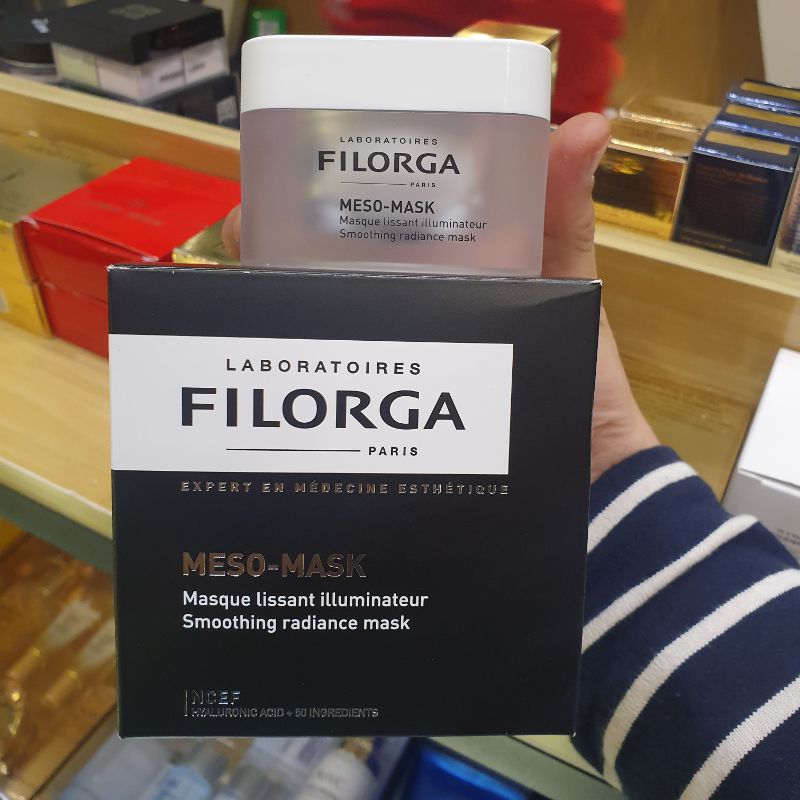 LABORATOIRES
FILORGA
PARIS
MESO-MASK
Masque lissant illuminateur
Smoothing radiance mask
LABORATOIRES
FILORGA
PARIS
EXPERT EN MÉDECINE ESTHÉTIQUE
MESO-MASK
Masque lissant illuminateur
Smoothing radiance mask
NCEF
HYALURONIC ACID + 50 INGREDIENTS